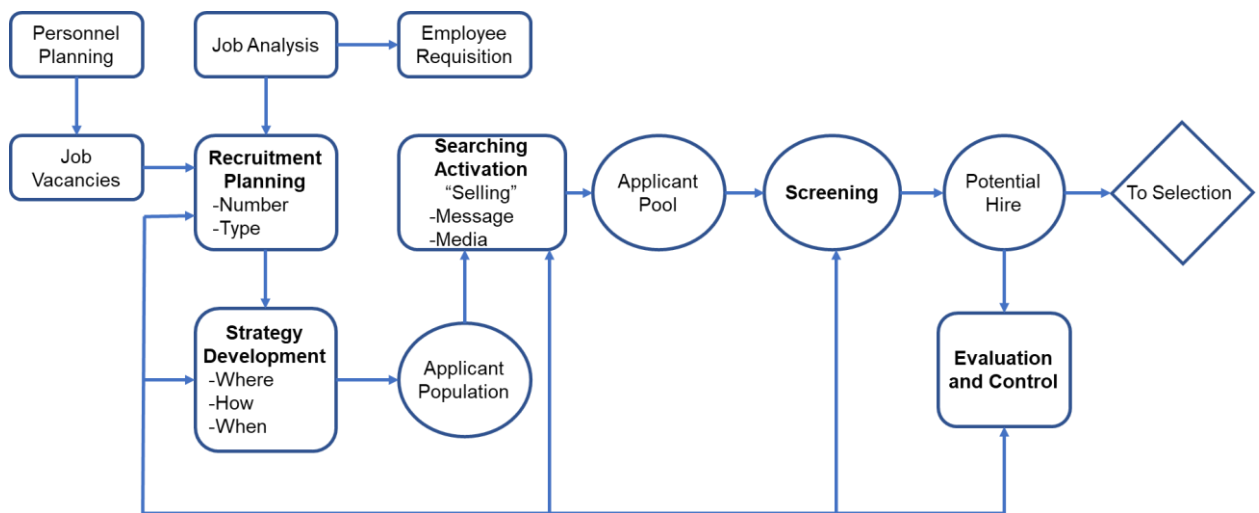 Personnel
Planning
Job Analysis
Employee
Requisition
Job
Vacancies
Recruitment
Planning
-Number
-Type
Searching
Activation
“Selling”
-Message
-Media
Applicant
Pool
Screening
Potential
Hire
To Selection
Strategy
Development
-Where
-How
-When
Applicant
Population
Evaluation
and Control